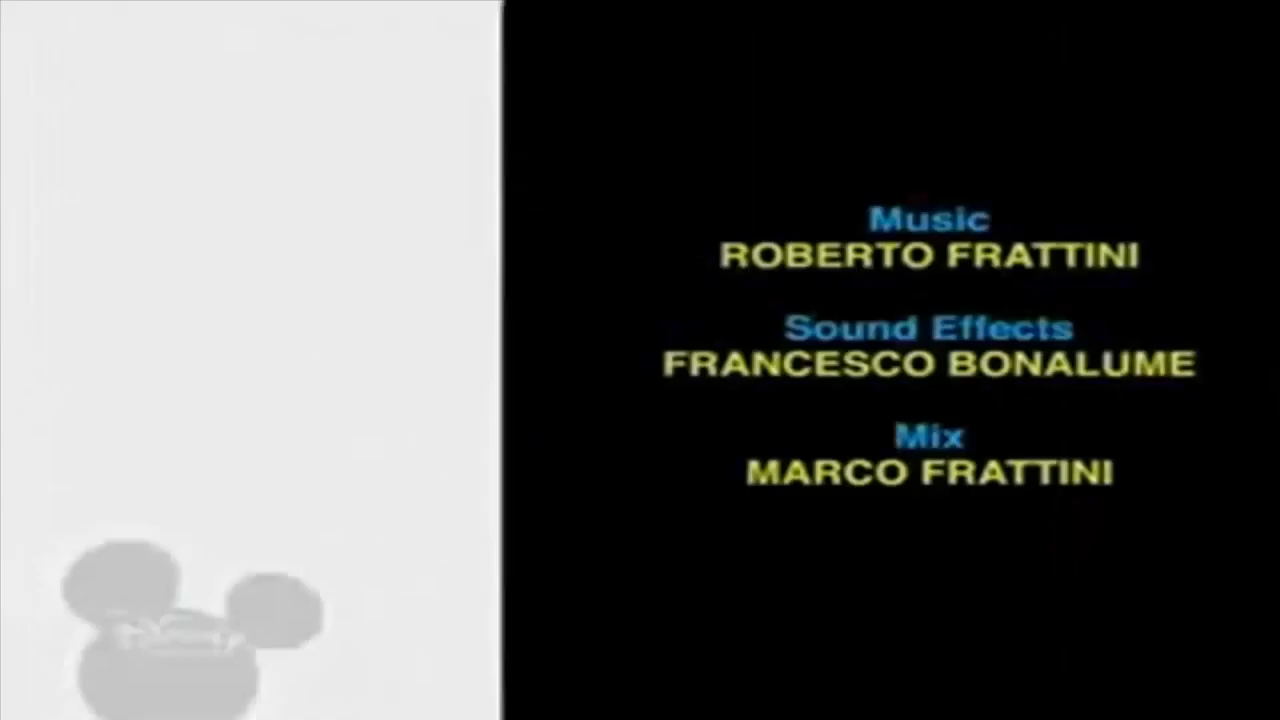 Music
ROBERTO FRATTINI
Sound Effects
FRANCESCO BONALUME
Mix
MARCO FRATTINI